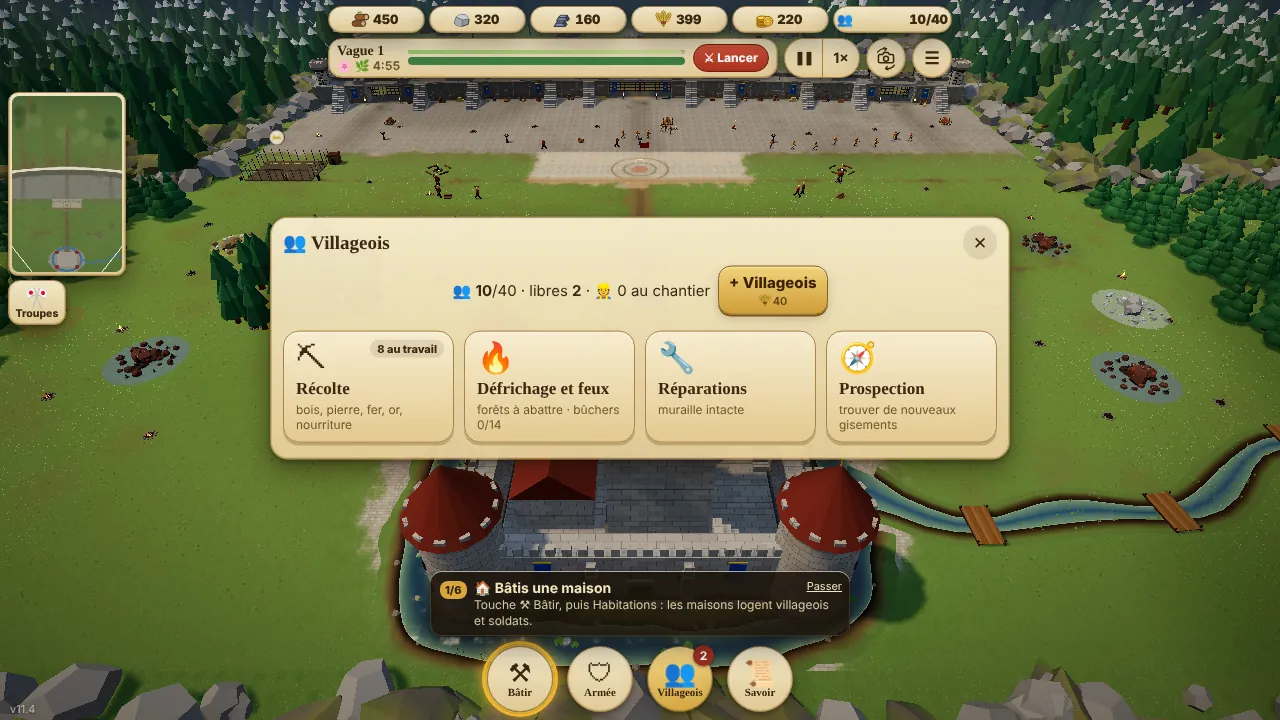 450
320
160
399
220
10/40
Vague 1
4:55
Lancer
1×
Troupes
Villageois
10/40 · libres 2 · 0 au chantier
+ Villageois
40
8 au travail
Récolte
bois, pierre, fer, or,
nourriture
Défrichage et feux
forêts à abattre · bûchers
0/14
Réparations
muraille intacte
Prospection
trouver de nouveaux
gisements
1/6
Bâtis une maison
Passer
Touche ⚒ Bâtir, puis Habitations : les maisons logent villageois
et soldats.
Bâtir
Armée
2
Villageois
Savoir
v11.4